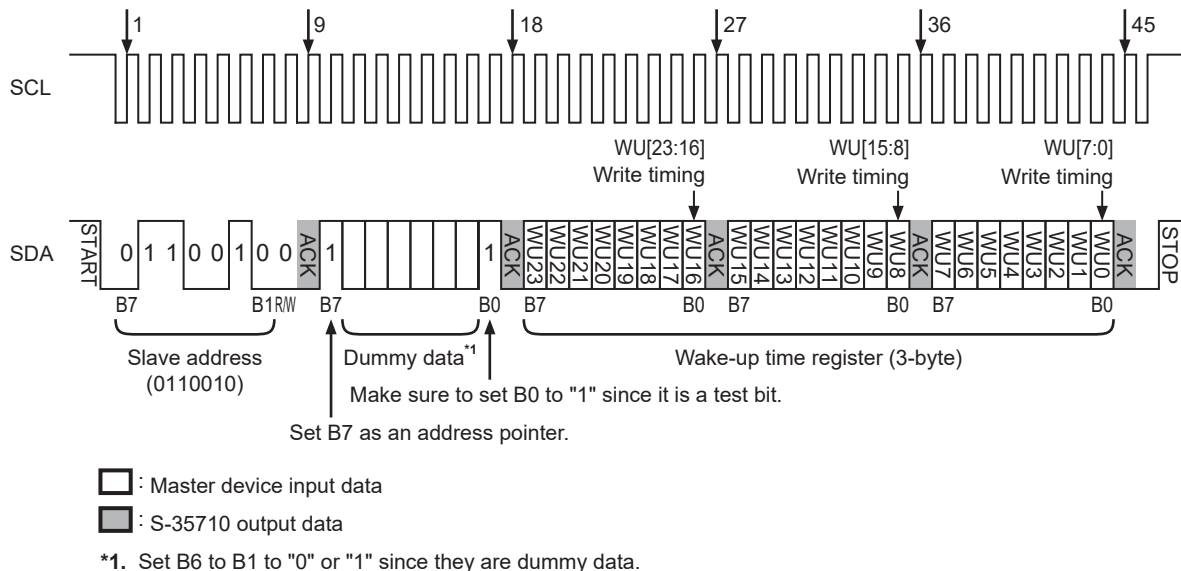 1 9 18 27 36 45
SCL
WU[23:16] WU[15:8] WU[7:0]
Write timing Write timing Write timing
SDA START 0 1 1 0 0 1 0 0 ACK 1 1 ACK WU23 WU22 WU21 WU20 WU19 WU18 WU17 WU16 ACK WU15 WU14 WU13 WU12 WU11 WU10 WU9 WU8 ACK WU7 WU6 WU5 WU4 WU3 WU2 WU1 WU0 ACK STOP
B7 B1 R/W B7 B0 B7 B0 B7 B0 B7 B0
Slave address Dummy data*1 Wake-up time register (3-byte)
(0110010)
Make sure to set B0 to "1" since it is a test bit.
Set B7 as an address pointer.
: Master device input data
: S-35710 output data
*1. Set B6 to B1 to "0" or "1" since they are dummy data.